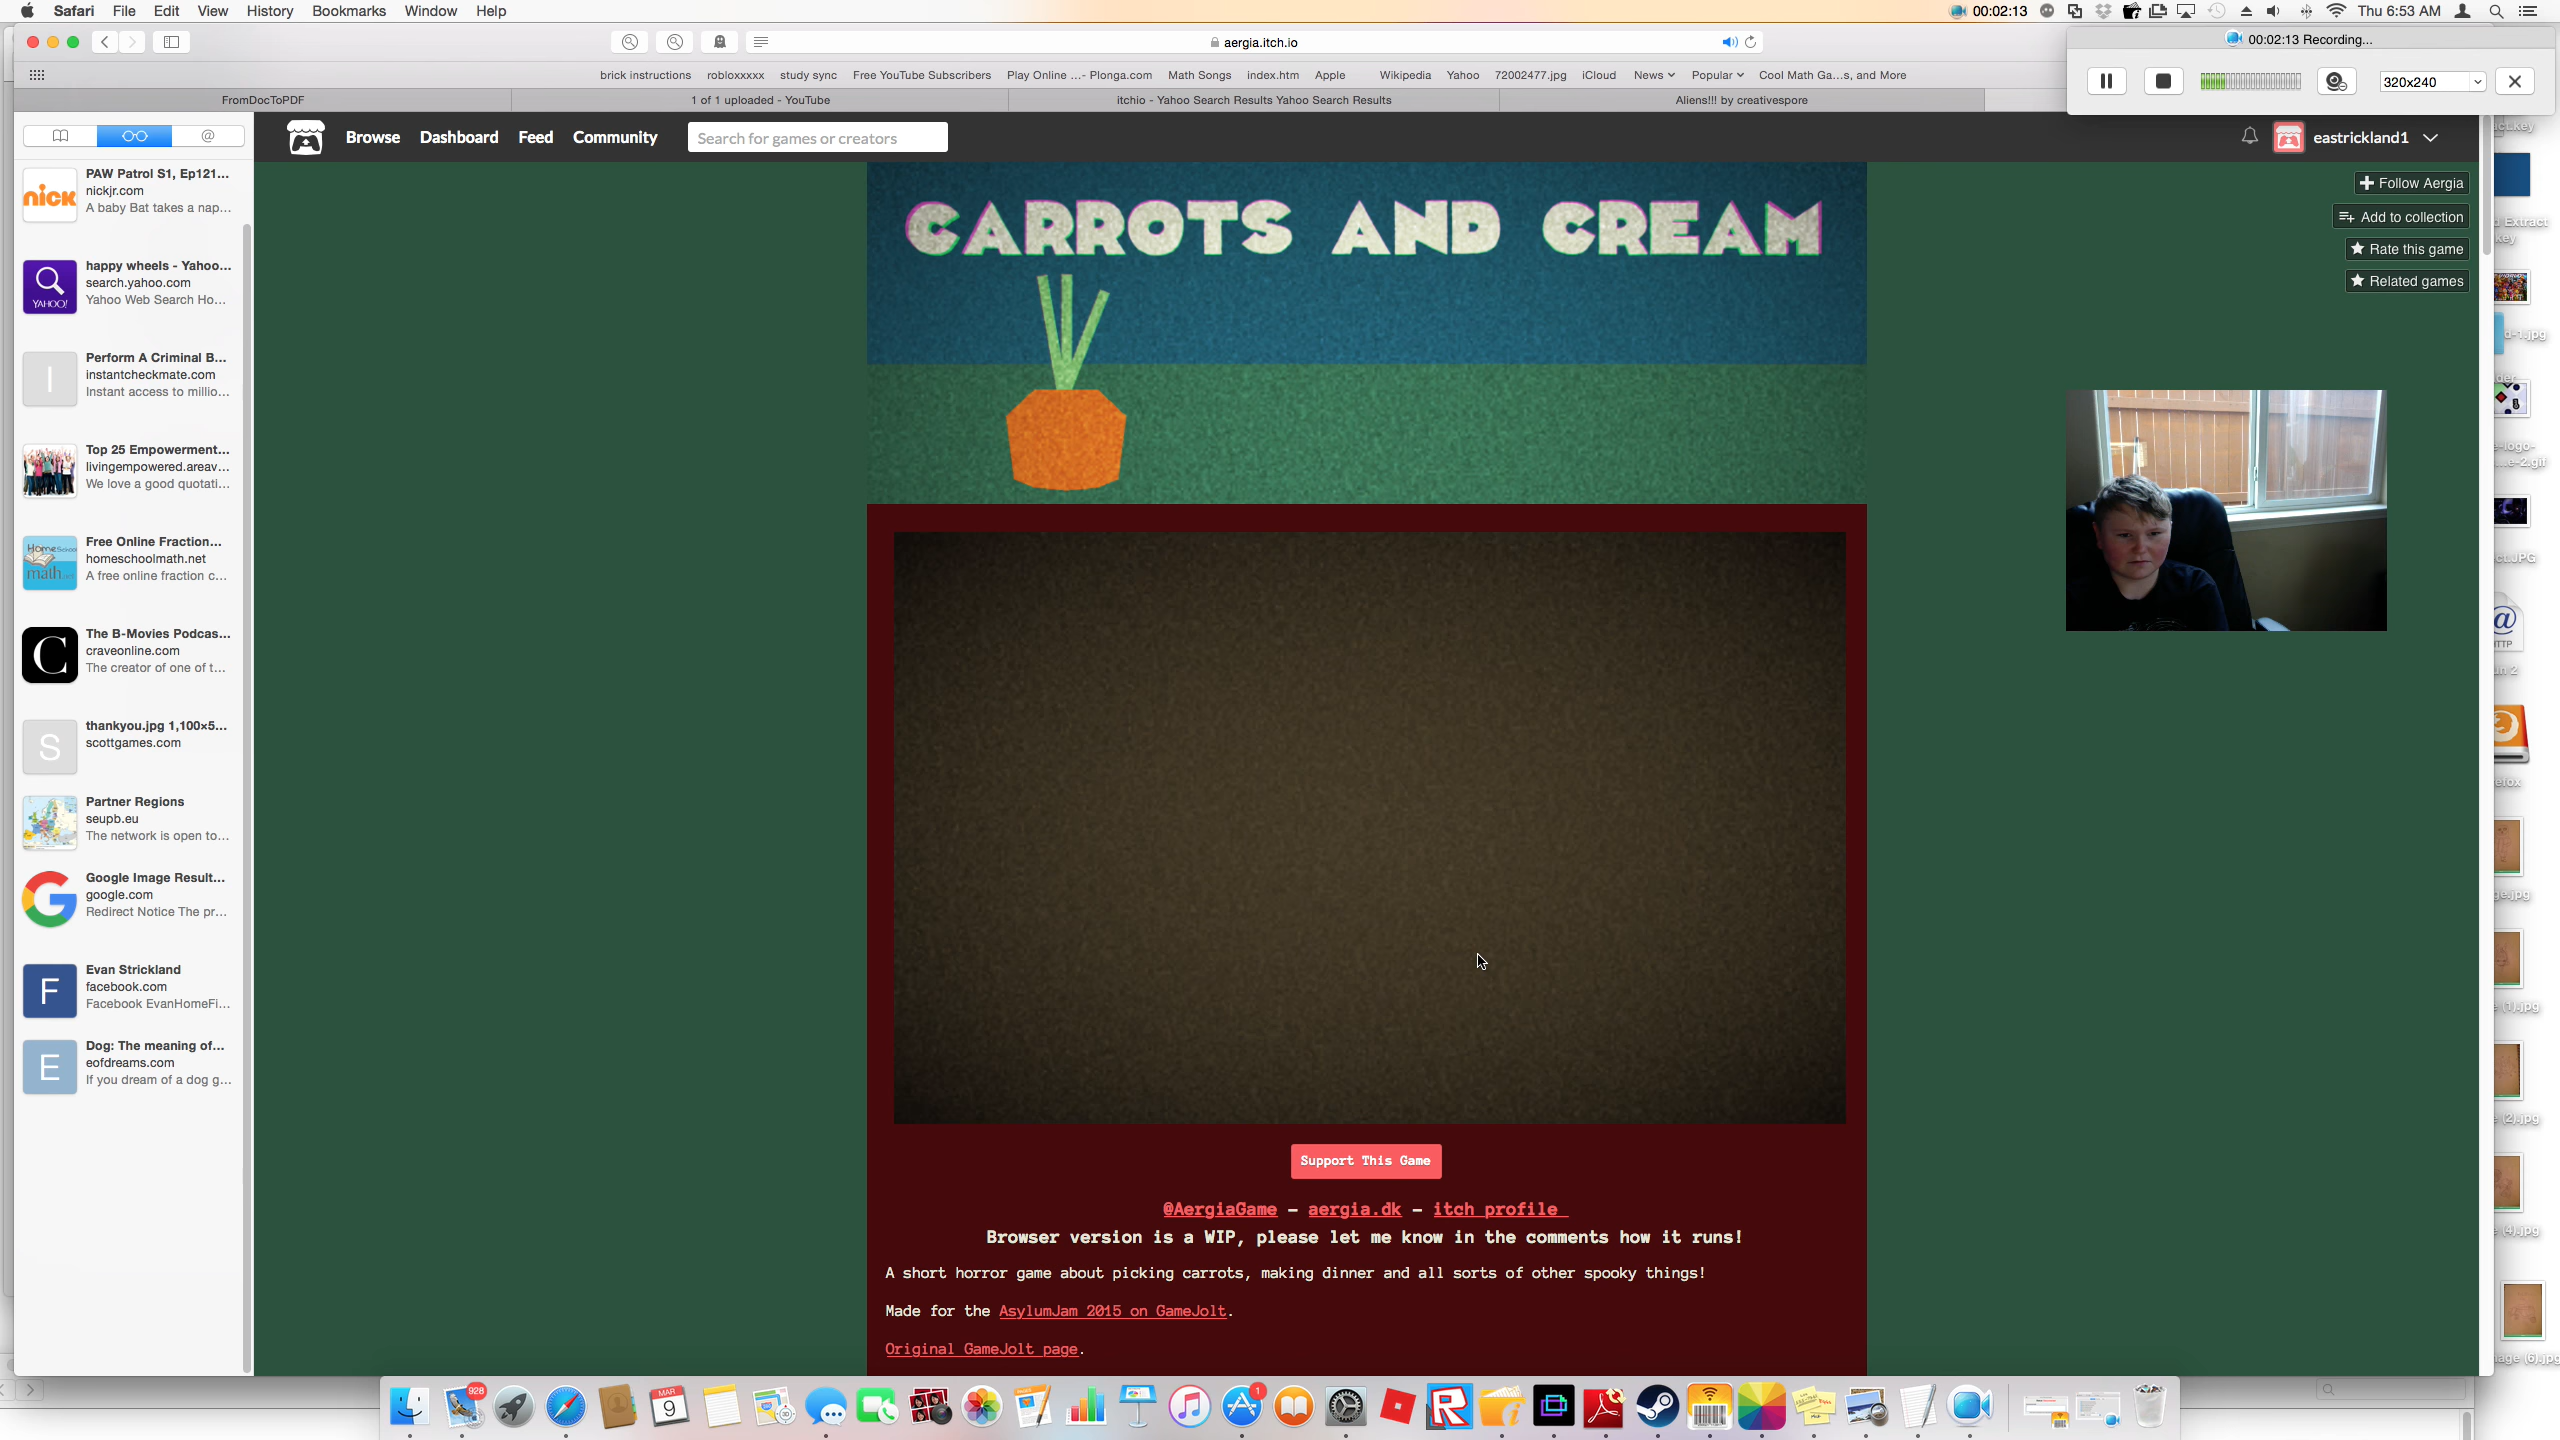 Safari File Edit View History Bookmarks Window Help
00:02:13
Thu 6:53 AM
aergia.itch.io
00:02:13 Recording...
320x240
brick instructions robloxxxxx study sync Free YouTube Subscribers Play Online ...- Plonga.com Math Songs index.htm Apple Wikipedia Yahoo 72002477.jpg iCloud News Popular Cool Math Ga...s, and More
FromDocToPDF
1 of 1 uploaded - YouTube
itchio - Yahoo Search Results Yahoo Search Results
Aliens!!! by creativespore
Browse Dashboard Feed Community
Search for games or creators
eastrickland1
Follow Aergia
Add to collection
Rate this game
Related games
nick
PAW Patrol S1, Ep121...
nickjr.com
A baby Bat takes a nap...
YAHOO!
happy wheels - Yahoo...
search.yahoo.com
Yahoo Web Search Ho...
I
Perform A Criminal B...
instantcheckmate.com
Instant access to millio...
Top 25 Empowerment...
livingempowered.areav...
We love a good quotati...
Free Online Fraction...
homeschoolmath.net
A free online fraction c...
C
The B-Movies Podcas...
craveonline.com
The creator of one of t...
S
thankyou.jpg 1,100×5...
scottgames.com
Partner Regions
seupb.eu
The network is open to...
G
Google Image Result...
google.com
Redirect Notice The pr...
F
Evan Strickland
facebook.com
Facebook EvanHomeFi...
E
Dog: The meaning of...
eofdreams.com
If you dream of a dog g...
CARROTS AND CREAM
Support This Game
@AergiaGame – aergia.dk – itch profile
Browser version is a WIP, please let me know in the comments how it runs!
A short horror game about picking carrots, making dinner and all sorts of other spooky things!
Made for the AsylumJam 2015 on GameJolt.
Original GameJolt page.
928
MAR
9
1